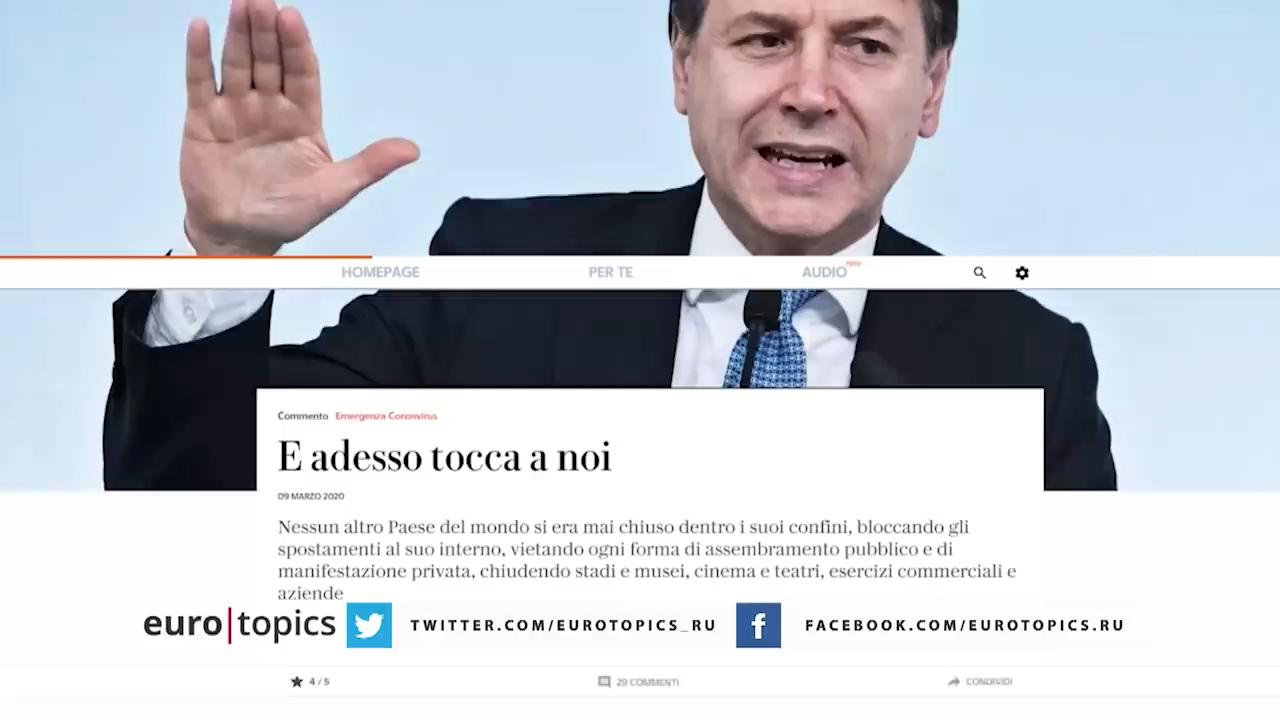 HOMEPAGE PER TE AUDIO
Commento Emergenza Coronvirus
E adesso tocca a noi
09 MARZO 2020
Nessun altro Paese del mondo si era mai chiuso dentro i suoi confini, bloccando gli
spostamenti al suo interno, vietando ogni forma di assembramento pubblico e di
manifestazione privata, chiudendo stadi e musei, cinema e teatri, esercizi commerciali e
aziende
euro|topics TWITTER.COM/EUROTOPICS_RU f FACEBOOK.COM/EUROTOPICS.RU
4 / 5 29 COMMENTI CONDIVIDI